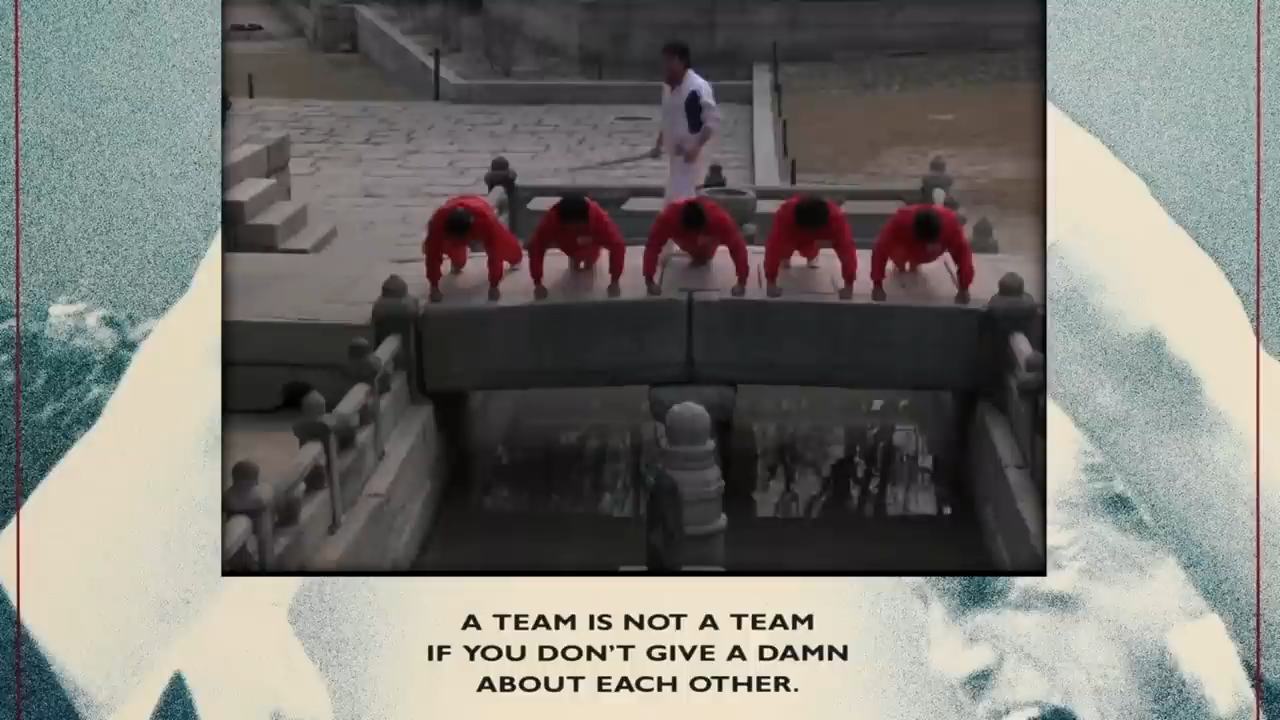 A TEAM IS NOT A TEAM
IF YOU DON'T GIVE A DAMN
ABOUT EACH OTHER.